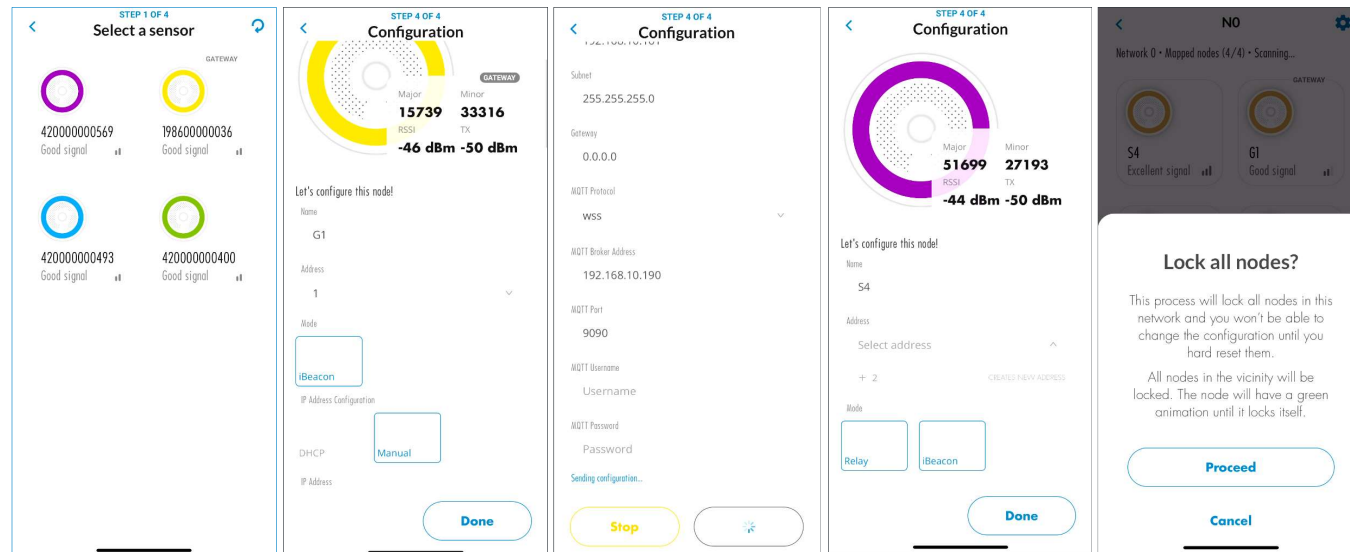 STEP 1 OF 4
Select a sensor
GATEWAY
420000000569
Good signal
198600000036
Good signal
420000000493
Good signal
420000000400
Good signal
STEP 4 OF 4
Configuration
GATEWAY
Major Minor
15739 33316
RSSI TX
-46 dBm -50 dBm
Let's configure this node!
Name
G1
Address
1
Mode
iBeacon
IP Address Configuration
DHCP Manual
IP Address
Done
STEP 4 OF 4
Configuration
Subnet
255.255.255.0
Gateway
0.0.0.0
MQTT Protocol
wss
MQTT Broker Address
192.168.10.190
MQTT Port
9090
MQTT Username
Username
MQTT Password
Password
Sending configuration...
Stop
STEP 4 OF 4
Configuration
Major Minor
51699 27193
RSSI TX
-44 dBm -50 dBm
Let's configure this node!
Name
S4
Address
Select address
+ 2 CREATES NEW ADDRESS
Mode
Relay iBeacon
Done
N0
Network 0 • Mapped nodes (4/4) • Scanning...
GATEWAY
S4
Excellent signal
G1
Good signal
Lock all nodes?
This process will lock all nodes in this
network and you won't be able to
change the configuration until you
hard reset them.
All nodes in the vicinity will be
locked. The node will have a green
animation until it locks itself.
Proceed
Cancel